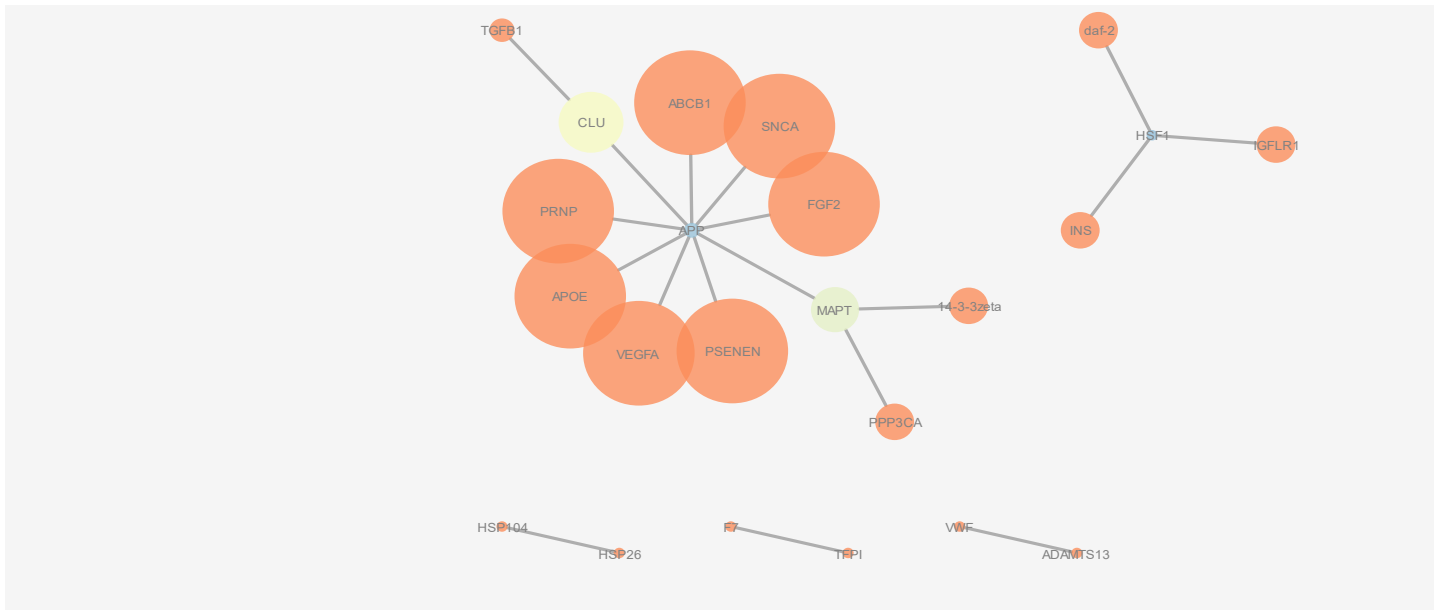 TGFB1
daf-2
ABCB1
CLU
SNCA
HSF1
IGFLR1
FGF2
PRNP
APP
INS
APOE
14-3-3zeta
MAPT
PSENEN
VEGFA
PPP3CA
HSP104
F7
VWF
HSP26
TFPI
ADAMTS13